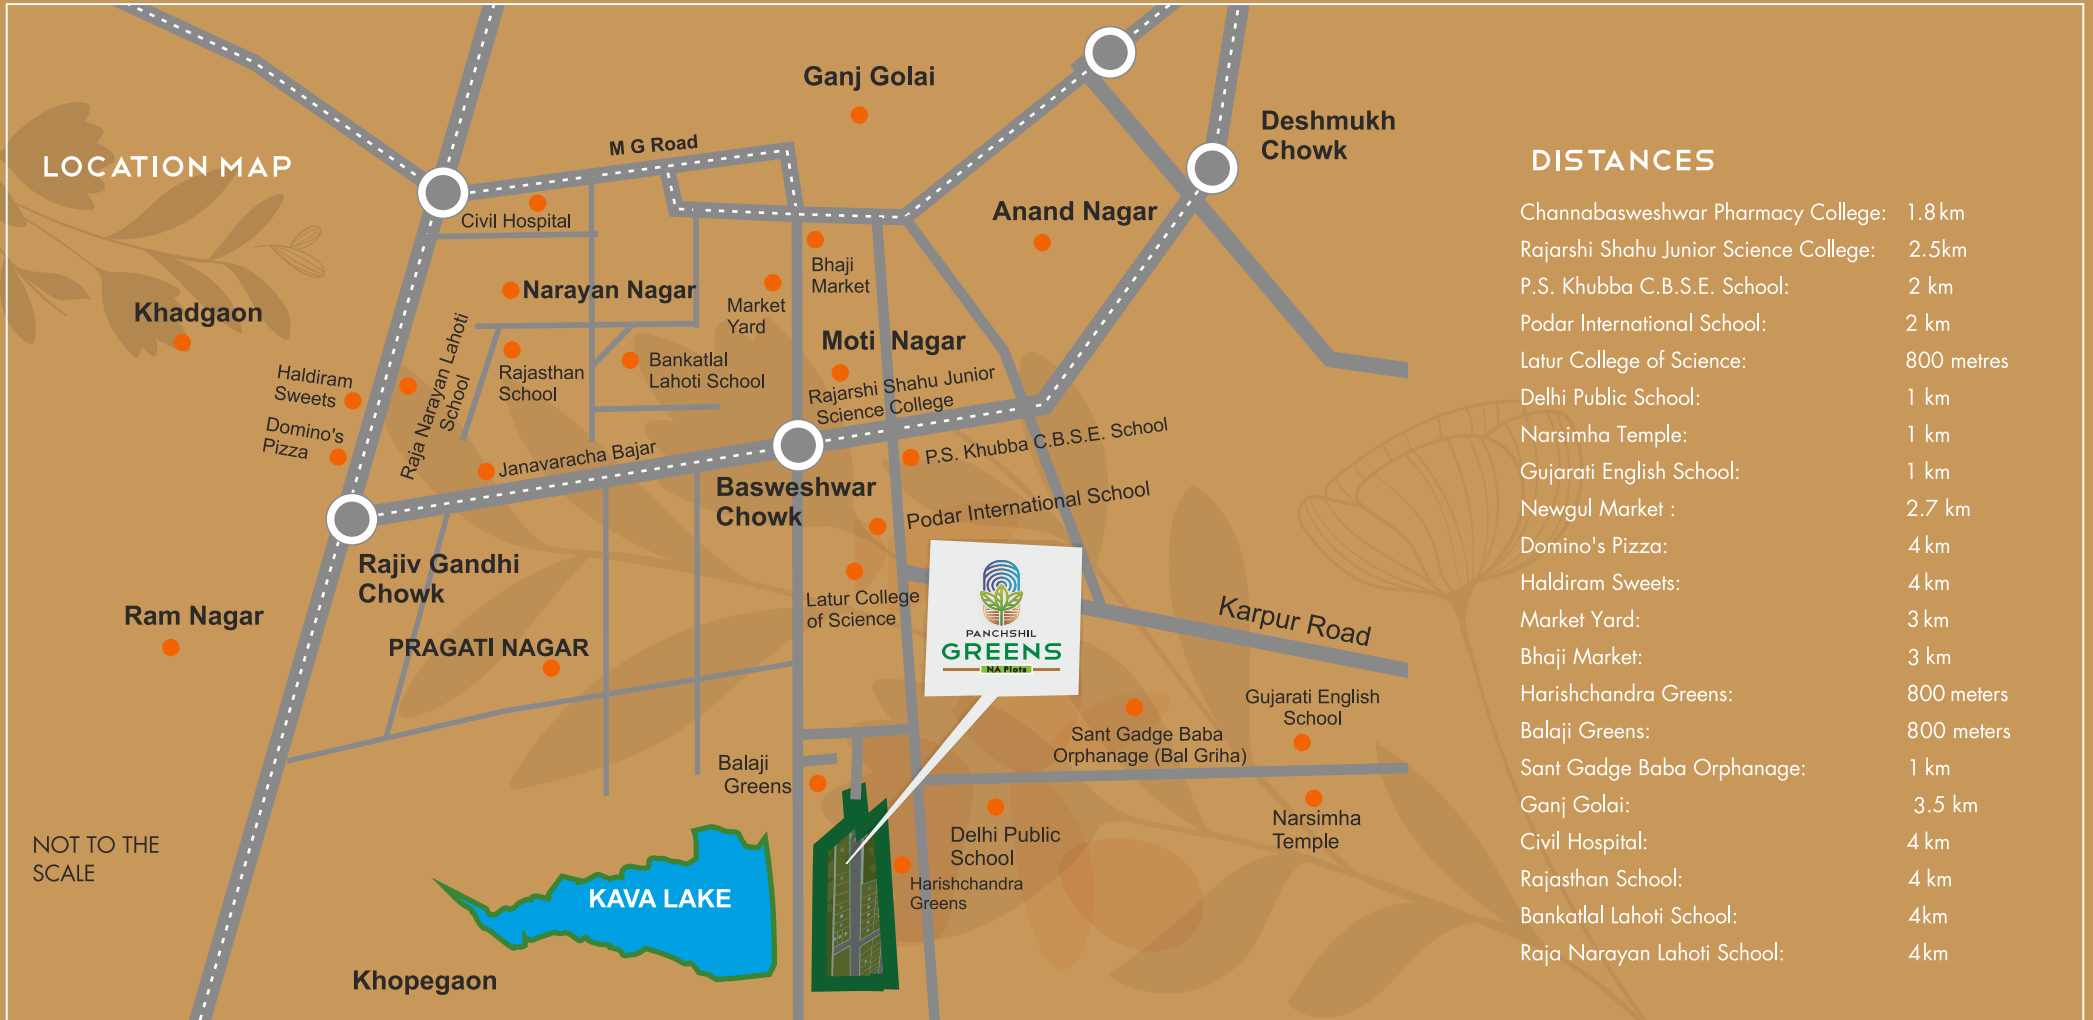 LOCATION MAP
Ganj Golai
M G Road
Deshmukh
Chowk
Civil Hospital
Anand Nagar
Bhaji
Market
Narayan Nagar
Market
Yard
Khadgaon
Moti Nagar
Haldiram
Sweets
Raja Narayan Lahoti
School
Rajasthan
School
Bankatlal
Lahoti School
Rajarshi Shahu Junior
Science College
Domino's
Pizza
Janavaracha Bajar
P.S. Khubba C.B.S.E. School
Basweshwar
Chowk
Podar International School
Rajiv Gandhi
Chowk
Latur College
of Science
PANCHSHIL
GREENS
NA Plots
Karpur Road
Ram Nagar
PRAGATI NAGAR
Gujarati English
School
Sant Gadge Baba
Orphanage (Bal Griha)
Balaji
Greens
Narsimha
Temple
Delhi Public
School
Harishchandra
Greens
NOT TO THE
SCALE
KAVA LAKE
Khopegaon
DISTANCES
Channabasweshwar Pharmacy College: 1.8 km
Rajarshi Shahu Junior Science College: 2.5km
P.S. Khubba C.B.S.E. School: 2 km
Podar International School: 2 km
Latur College of Science: 800 metres
Delhi Public School: 1 km
Narsimha Temple: 1 km
Gujarati English School: 1 km
Newgul Market : 2.7 km
Domino's Pizza: 4 km
Haldiram Sweets: 4 km
Market Yard: 3 km
Bhaji Market: 3 km
Harishchandra Greens: 800 meters
Balaji Greens: 800 meters
Sant Gadge Baba Orphanage: 1 km
Ganj Golai: 3.5 km
Civil Hospital: 4 km
Rajasthan School: 4 km
Bankatlal Lahoti School: 4km
Raja Narayan Lahoti School: 4km